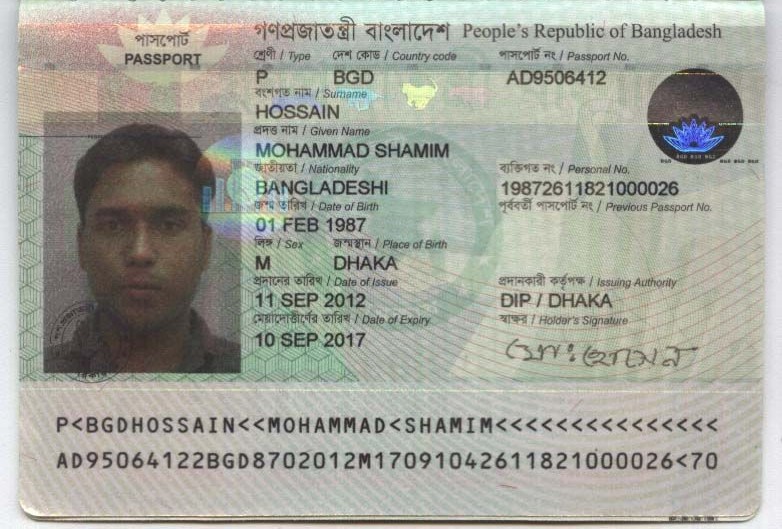 পাসপোর্ট
PASSPORT
গণপ্রজাতন্ত্রী বাংলাদেশ People's Republic of Bangladesh
শ্রেণী / Type দেশ কোড / Country code পাসপোর্ট নং / Passport No.
P BGD AD9506412
বংশগত নাম / Surname
HOSSAIN
প্রদত্ত নাম / Given Name
MOHAMMAD SHAMIM
জাতীয়তা / Nationality ব্যক্তিগত নং / Personal No.
BANGLADESHI 19872611821000026
জন্ম তারিখ / Date of Birth পূর্ববর্তী পাসপোর্ট নং / Previous Passport No.
01 FEB 1987
লিঙ্গ / Sex জন্মস্থান / Place of Birth
M DHAKA
প্রদানের তারিখ / Date of Issue প্রদানকারী কর্তৃপক্ষ / Issuing Authority
11 SEP 2012 DIP / DHAKA
মেয়াদোত্তীর্ণের তারিখ / Date of Expiry স্বাক্ষর / Holder's Signature
10 SEP 2017 মোঃ হোসেন
P<BGDHOSSAIN<<MOHAMMAD<SHAMIM<<<<<<<<<<<<<<<
AD95064122BGD8702012M17091042611821000026<70